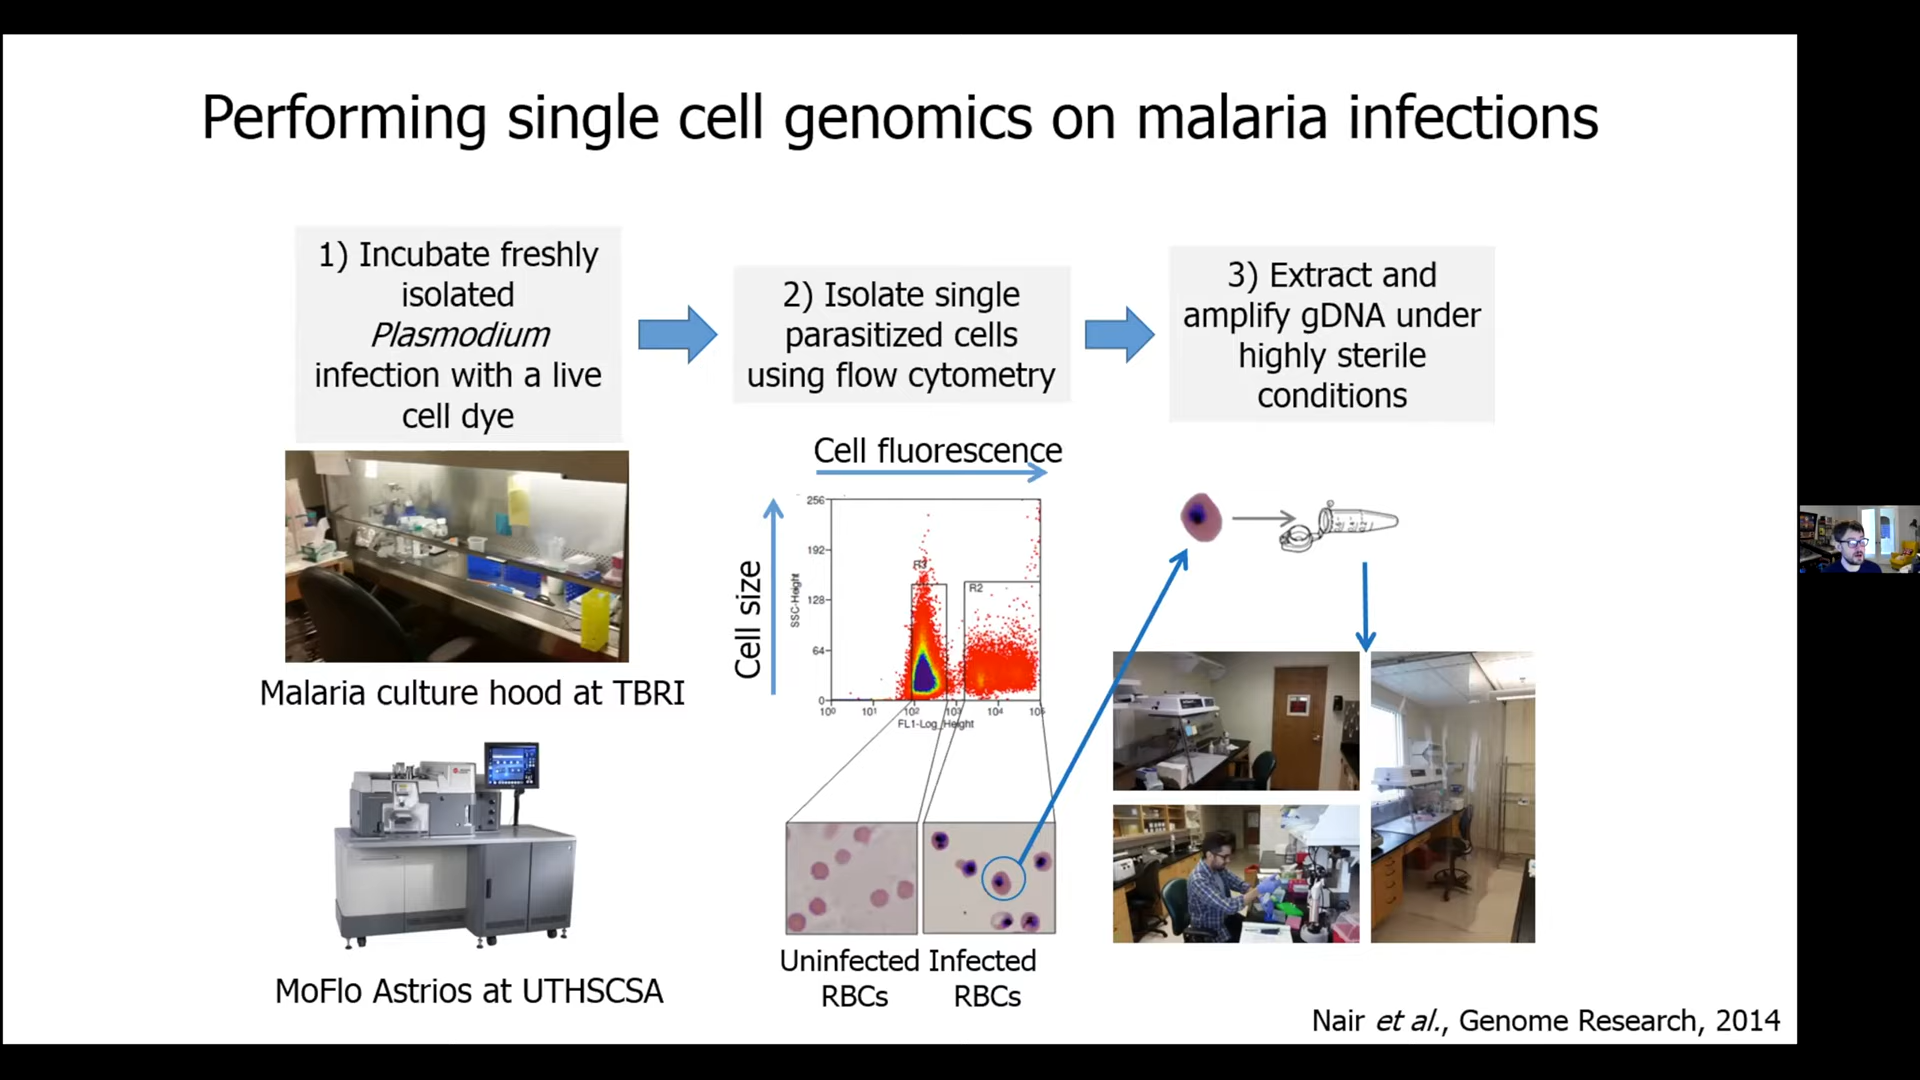 Performing single cell genomics on malaria infections
1) Incubate freshly
isolated
Plasmodium
infection with a live
cell dye
2) Isolate single
parasitized cells
using flow cytometry
3) Extract and
amplify gDNA under
highly sterile
conditions
Malaria culture hood at TBRI
MoFlo Astrios at UTHSCSA
Cell fluorescence
Cell size
SSC-Height
256
192
128
64
0
R3
R2
10⁰ 10¹ 10² 10³ 10⁴ 10⁵
FL1-Log_Height
Uninfected
RBCs
Infected
RBCs
Nair et al., Genome Research, 2014